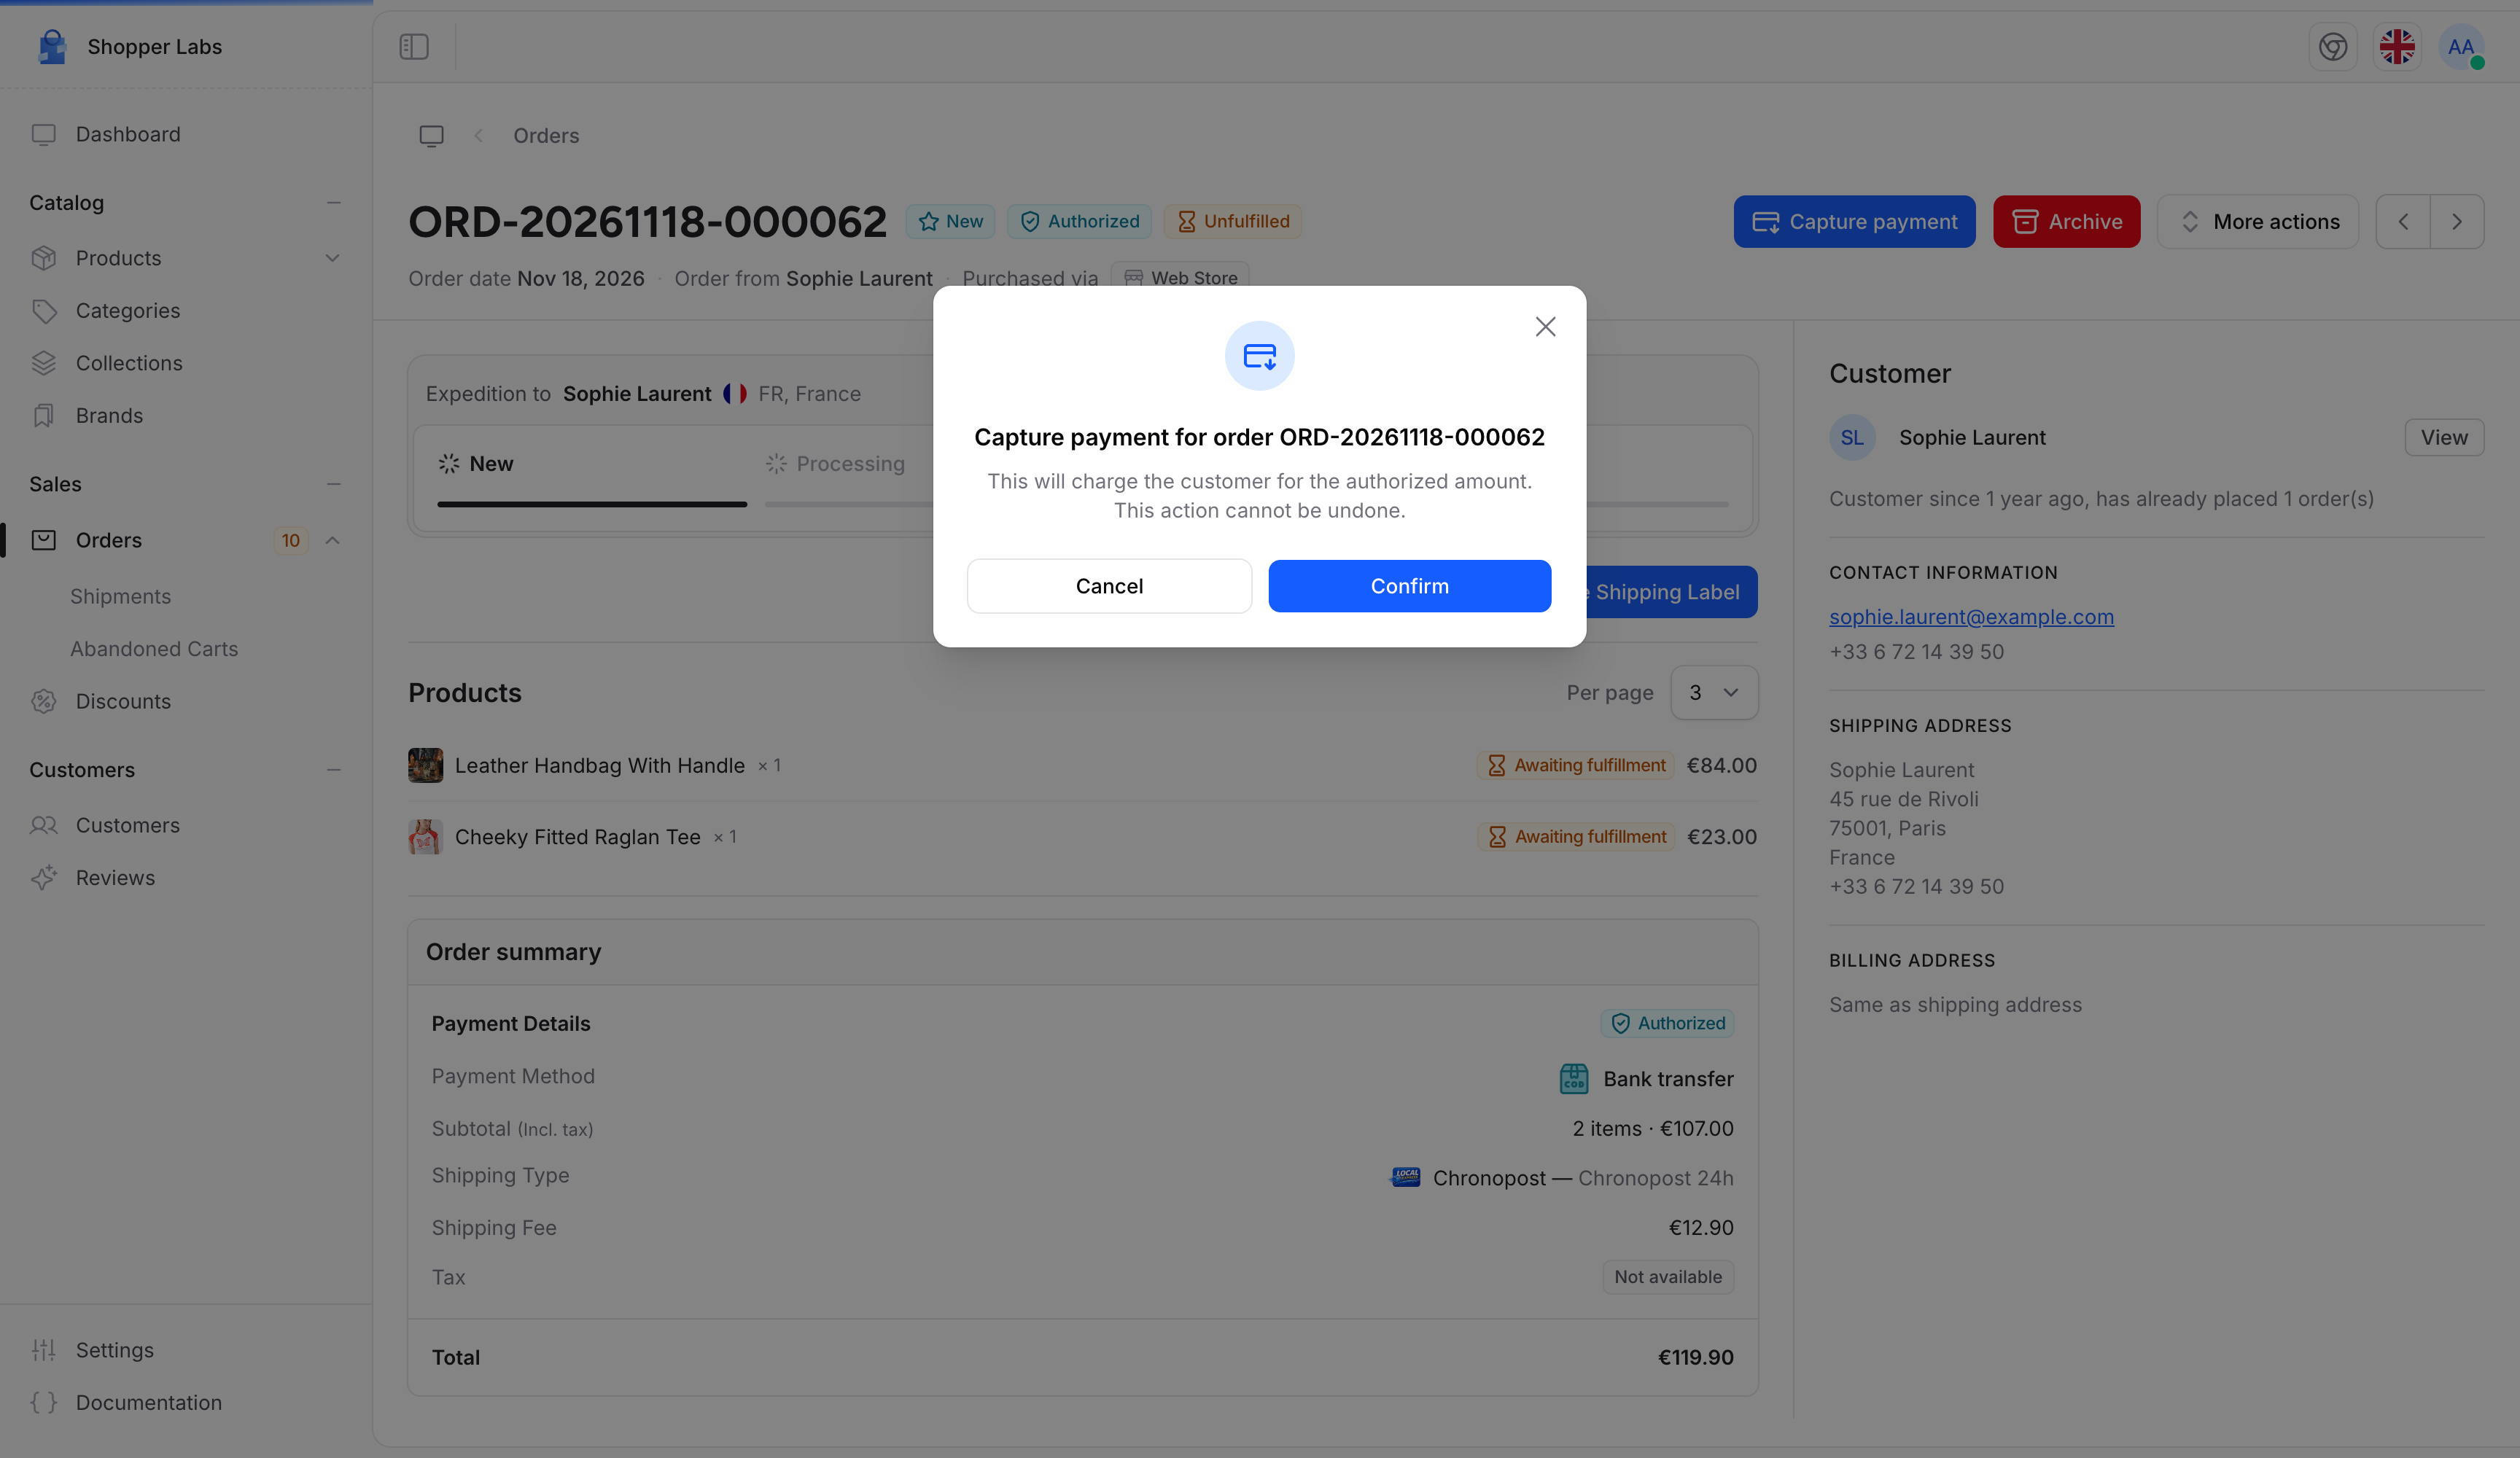 Shopper Labs
AA
Dashboard
Catalog
Products
Categories
Collections
Brands
Sales
Orders 10
Shipments
Abandoned Carts
Discounts
Customers
Customers
Reviews
Settings
Documentation
Orders
ORD-20261118-000062 New Authorized Unfulfilled
Capture payment Archive More actions
Order date Nov 18, 2026 · Order from Sophie Laurent · Purchased via Web Store
Expedition to Sophie Laurent FR, France
New Processing
Capture payment for order ORD-20261118-000062
This will charge the customer for the authorized amount.
This action cannot be undone.
Cancel Confirm
Shipping Label
Products Per page 3
Leather Handbag With Handle × 1 Awaiting fulfillment €84.00
Cheeky Fitted Raglan Tee × 1 Awaiting fulfillment €23.00
Order summary
Payment Details Authorized
Payment Method COD Bank transfer
Subtotal (Incl. tax) 2 items · €107.00
Shipping Type LOCAL Chronopost — Chronopost 24h
Shipping Fee €12.90
Tax Not available
Total €119.90
Customer
SL Sophie Laurent View
Customer since 1 year ago, has already placed 1 order(s)
CONTACT INFORMATION
sophie.laurent@example.com
+33 6 72 14 39 50
SHIPPING ADDRESS
Sophie Laurent
45 rue de Rivoli
75001, Paris
France
+33 6 72 14 39 50
BILLING ADDRESS
Same as shipping address